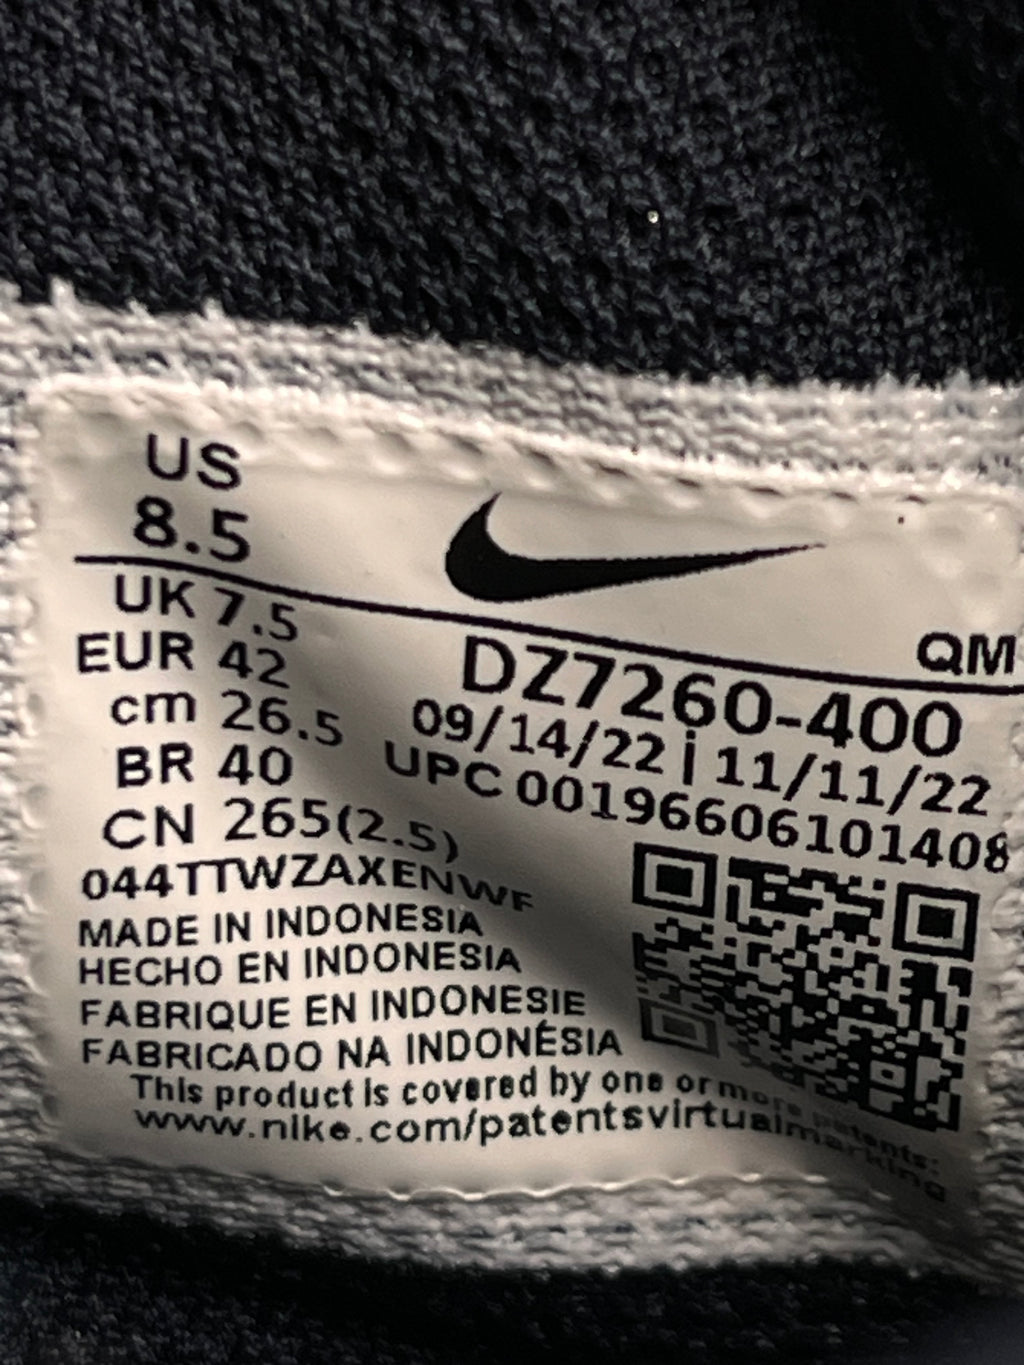 US
8.5
UK 7.5
EUR 42
cm 26.5
BR 40
CN 265(2.5)
QM
DZ7260-400
09/14/22 | 11/11/22
UPC 00196606101408
044TTWZAXENWF
MADE IN INDONESIA
HECHO EN INDONESIA
FABRIQUE EN INDONESIE
FABRICADO NA INDONÉSIA
This product is covered by one or more patents:
www.nike.com/patentsvirtualmarking